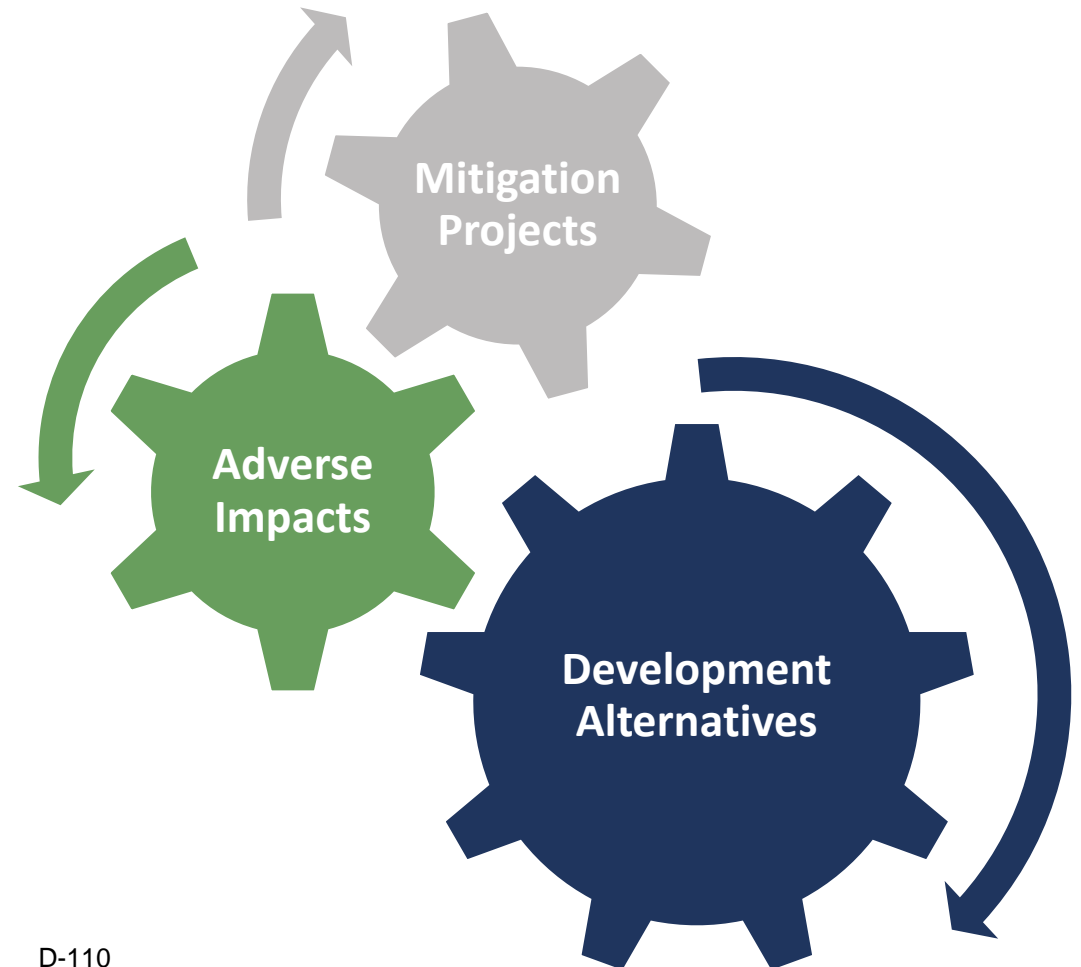 Mitigation
Projects
Adverse
Impacts
Development
Alternatives
D-110